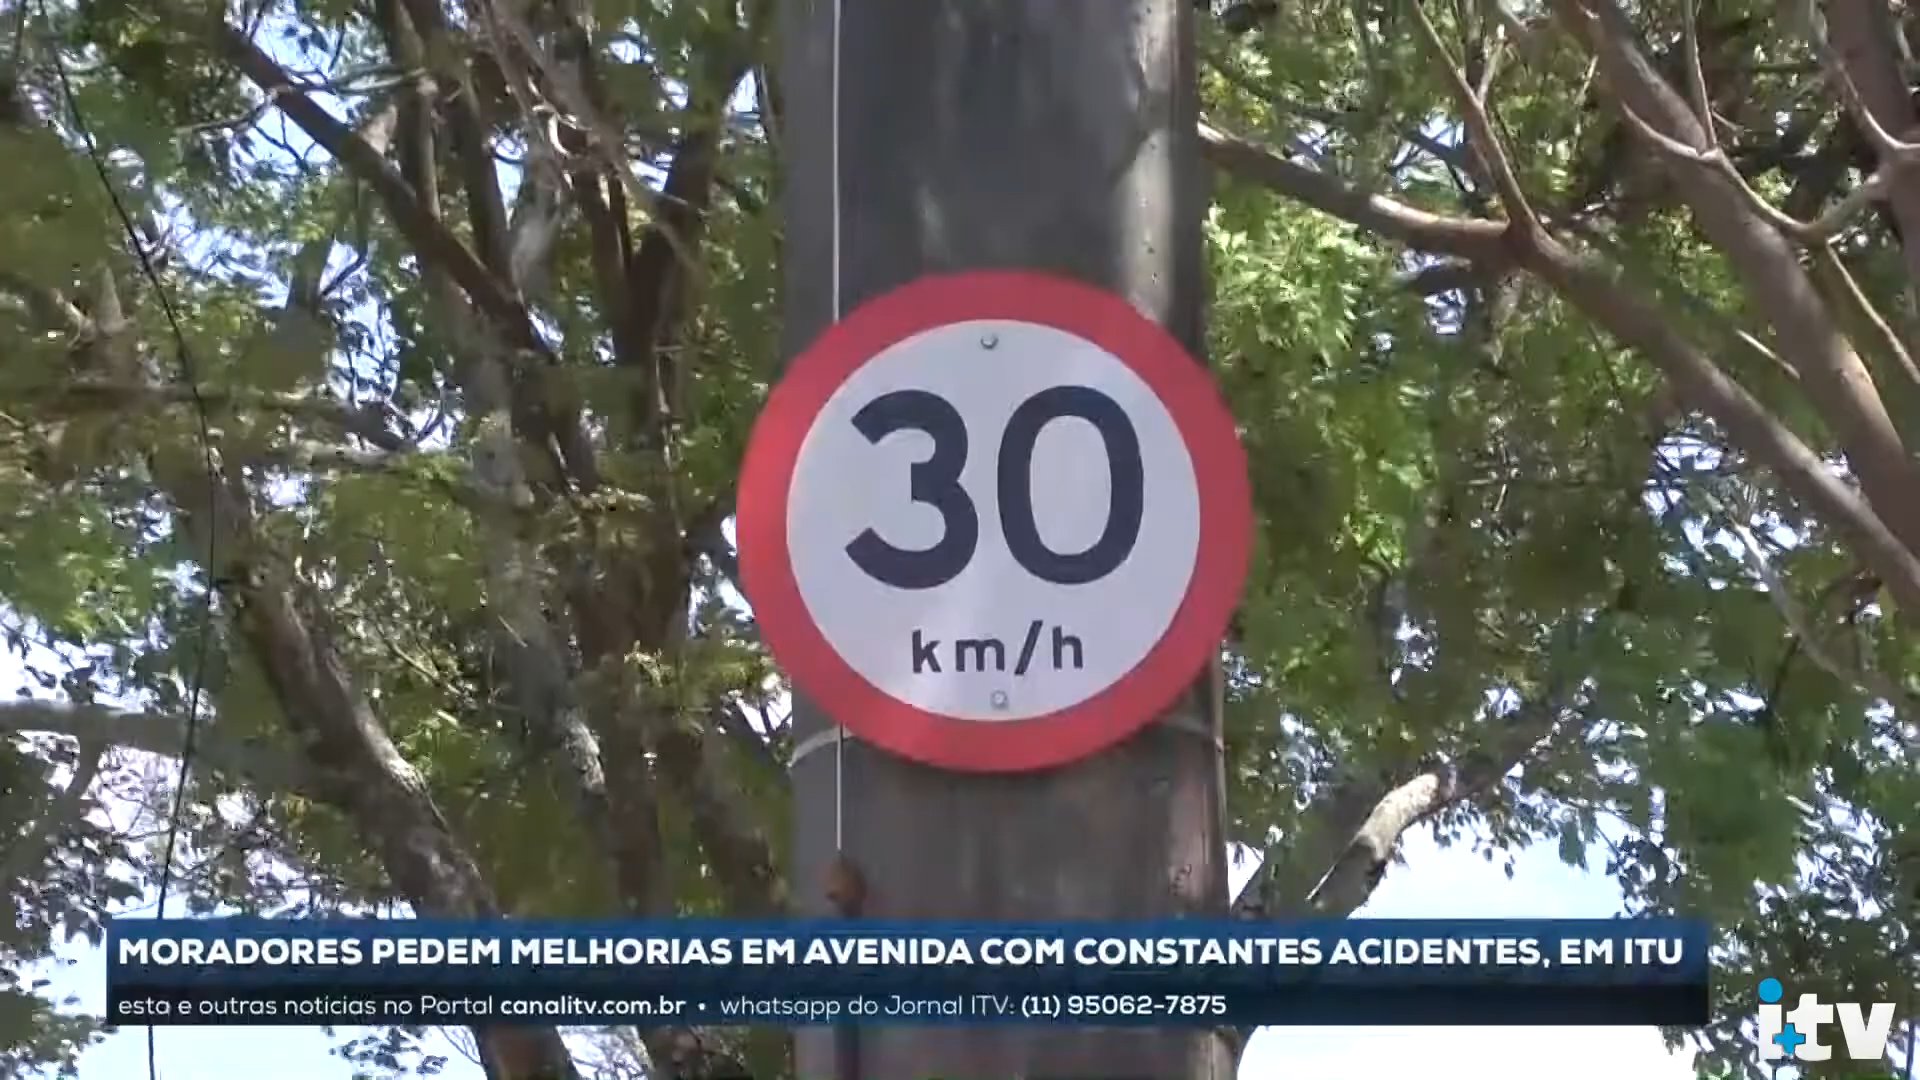 30
km/h
MORADORES PEDEM MELHORIAS EM AVENIDA COM CONSTANTES ACIDENTES, EM ITU
esta e outras notícias no Portal canalitv.com.br • whatsapp do Jornal ITV: (11) 95062-7875
itv